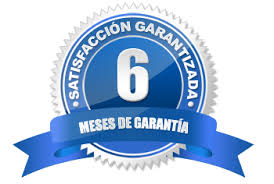 SATISFACCIÓN GARANTIZADA
6
MESES DE GARANTÍA